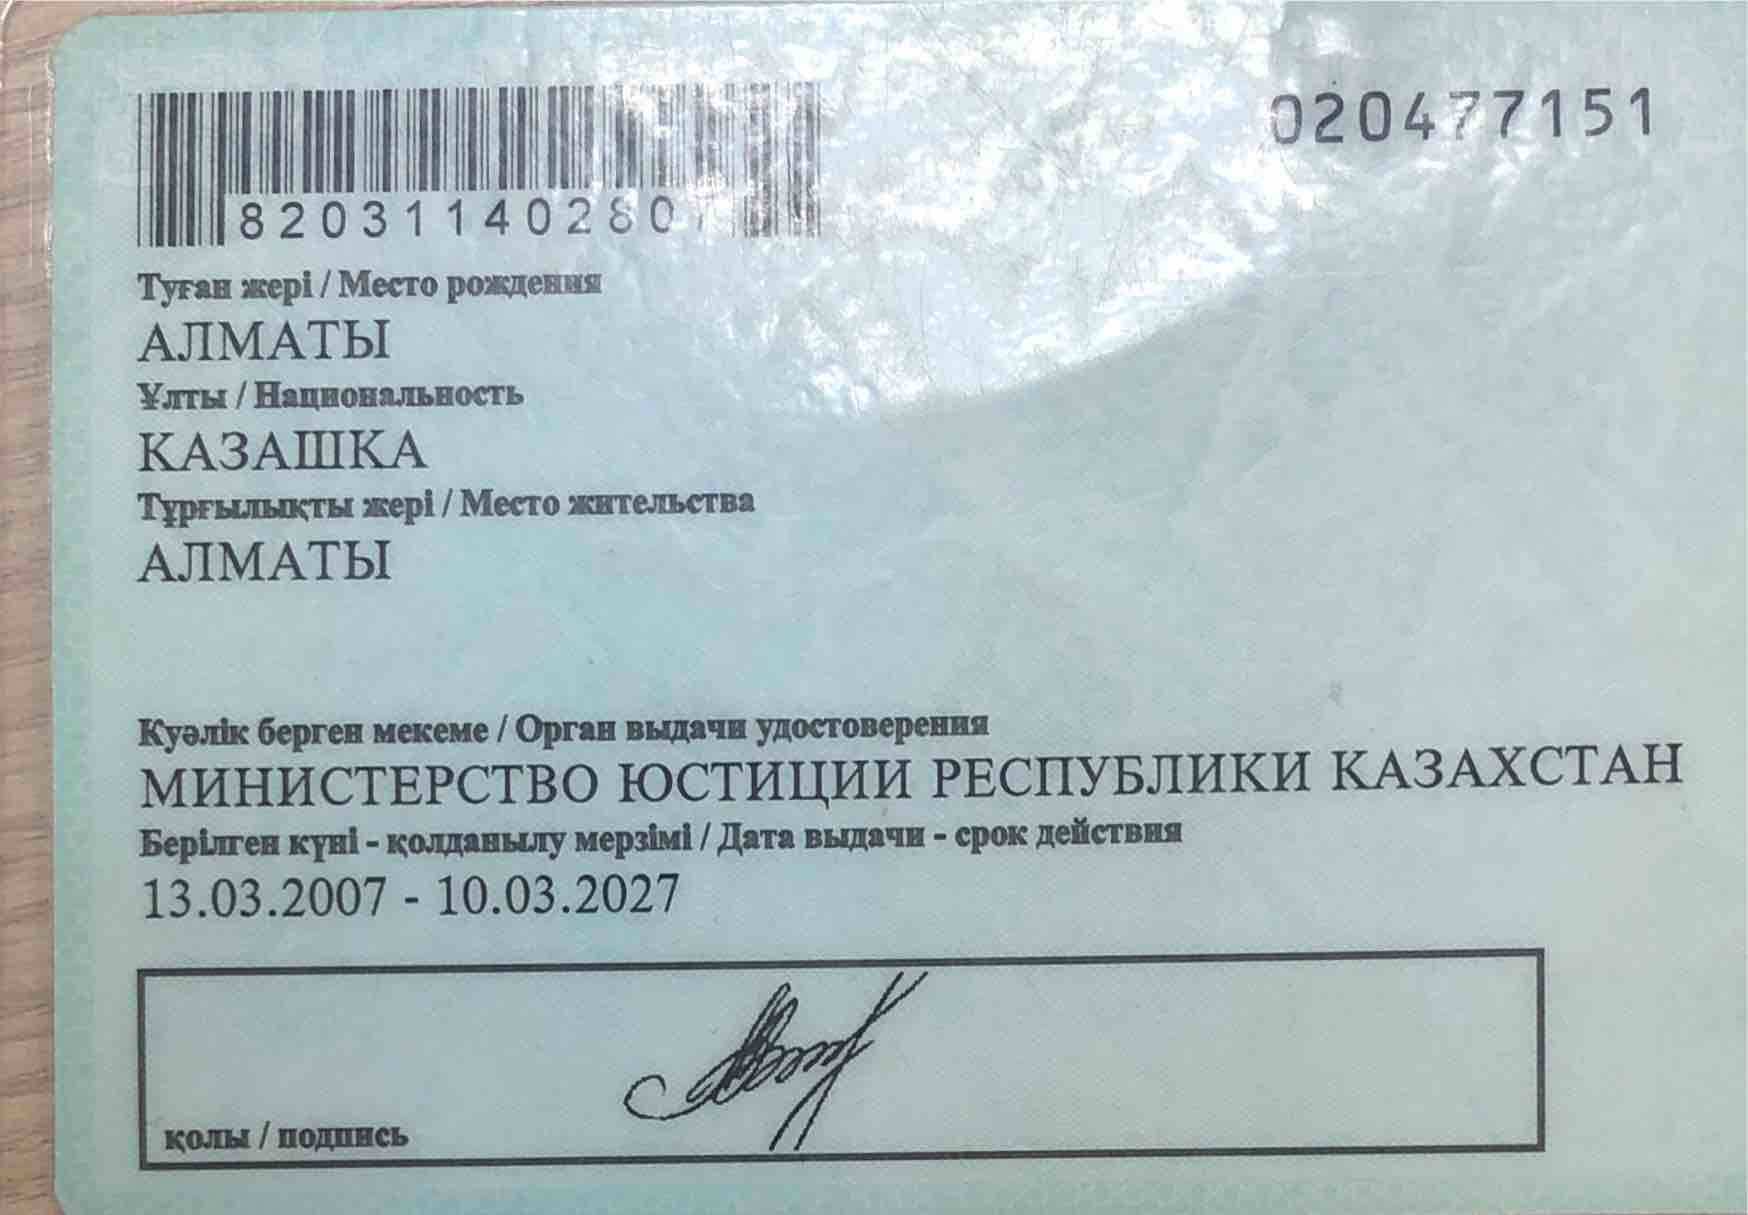 020477151
Туған жері / Место рождения
АЛМАТЫ
Ұлты / Национальность
КАЗАШКА
Тұрғылықты жері / Место жительства
АЛМАТЫ
Куәлік берген мекеме / Орган выдачи удостоверения
МИНИСТЕРСТВО ЮСТИЦИИ РЕСПУБЛИКИ КАЗАХСТАН
Берілген күні - қолданылу мерзімі / Дата выдачи - срок действия
13.03.2007 - 10.03.2027
қолы / подпись